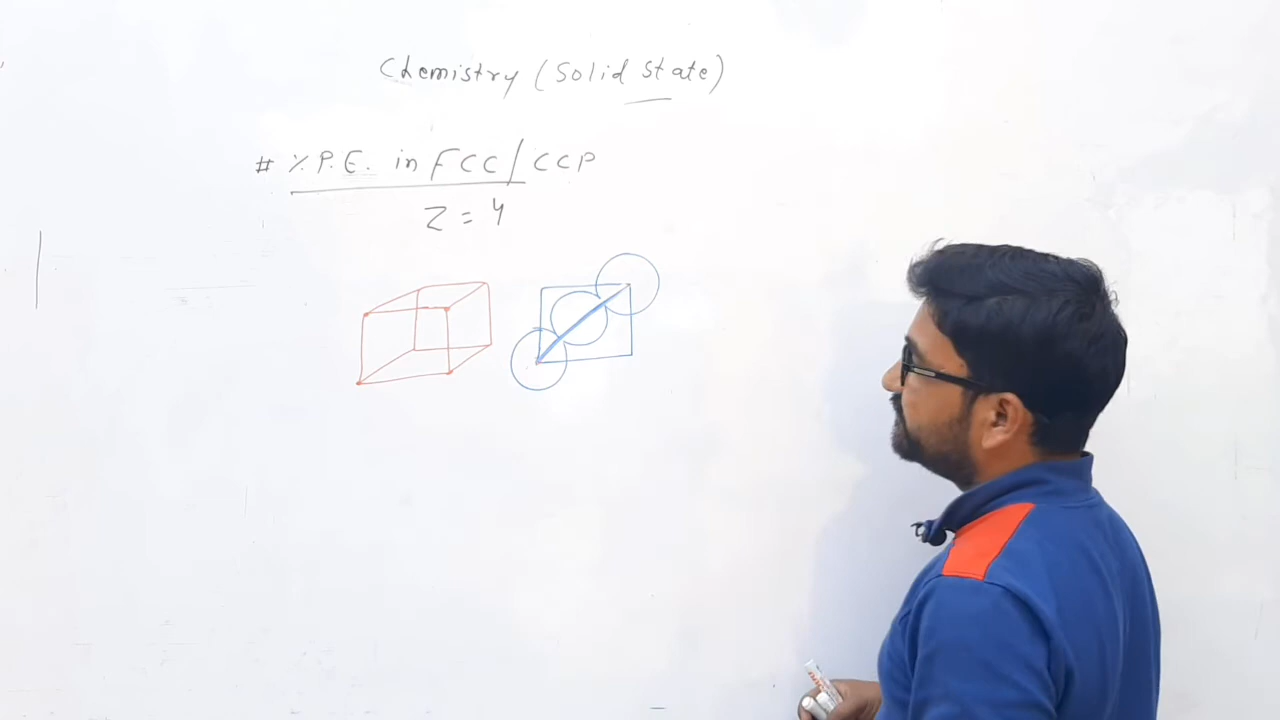 Chemistry (Solid State)
# % P.E. in FCC/CCP
Z = 4